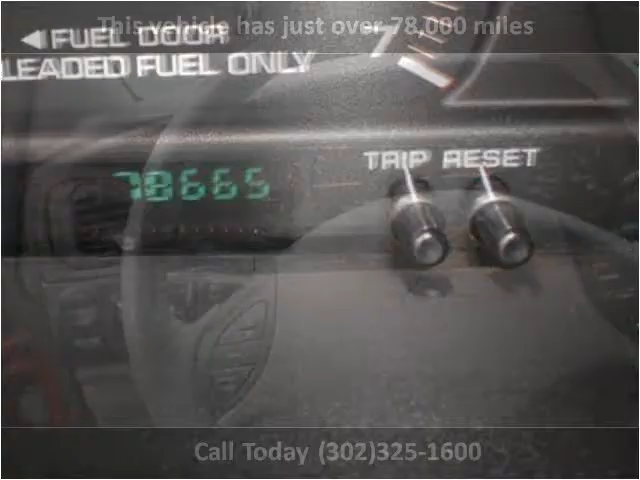 This vehicle has just over 78,000 miles
◄FUEL DOOR
LEADED FUEL ONLY
78665
TRIP RESET
Call Today (302)325-1600